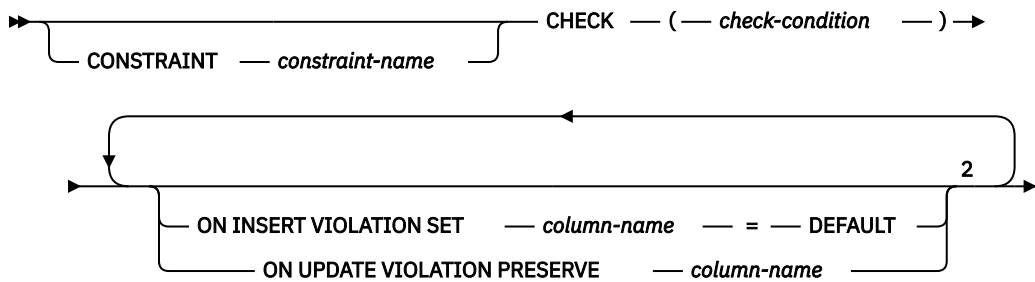 CHECK ( check-condition )
CONSTRAINT constraint-name
2
ON INSERT VIOLATION SET column-name = DEFAULT
ON UPDATE VIOLATION PRESERVE column-name